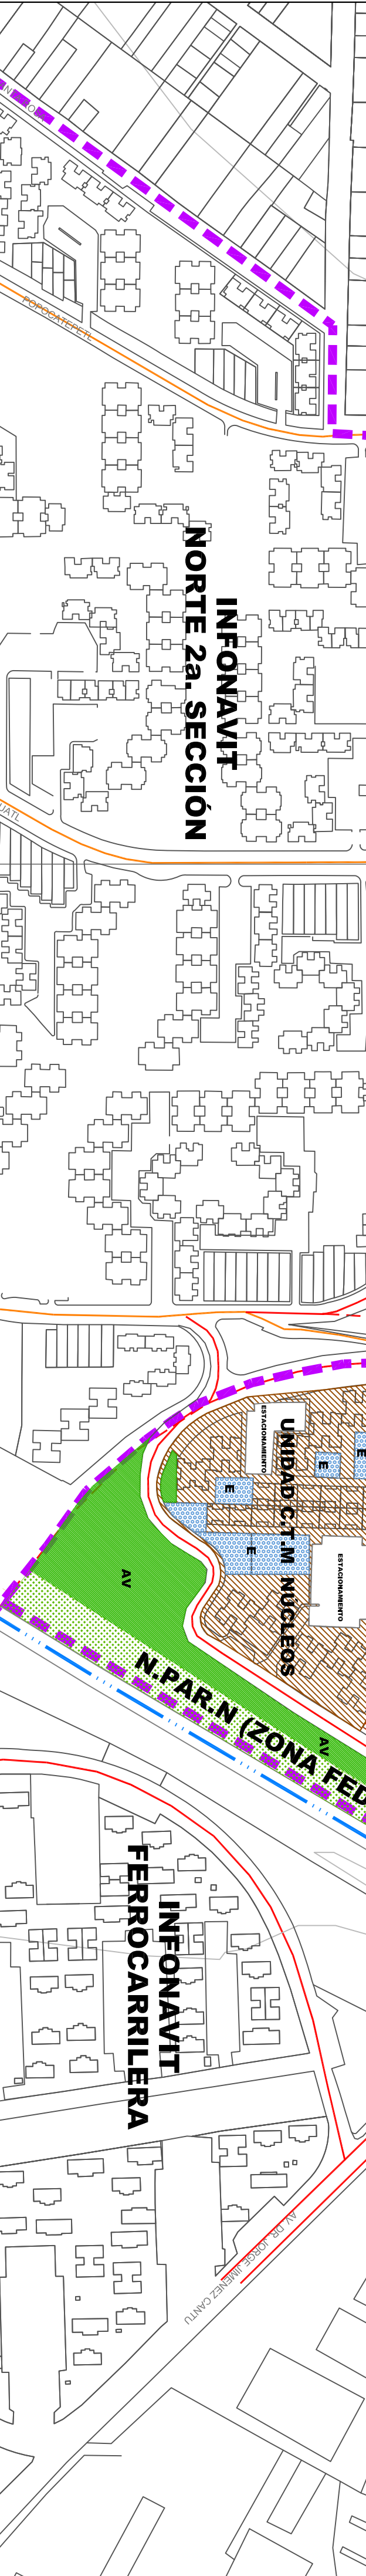 POPOCATEPETL
INFONAVIT
NORTE 2a. SECCIÓN
UATL
ESTACIONAMIENTO
UNIDAD C.T.M NÚCLEOS
E
E
E
E
ESTACIONAMIENTO
AV
AV
N.PAR.N (ZONA FED
INFONAVIT
FERROCARRILERA
AV. DR. JORGE JIMENEZ CANTU